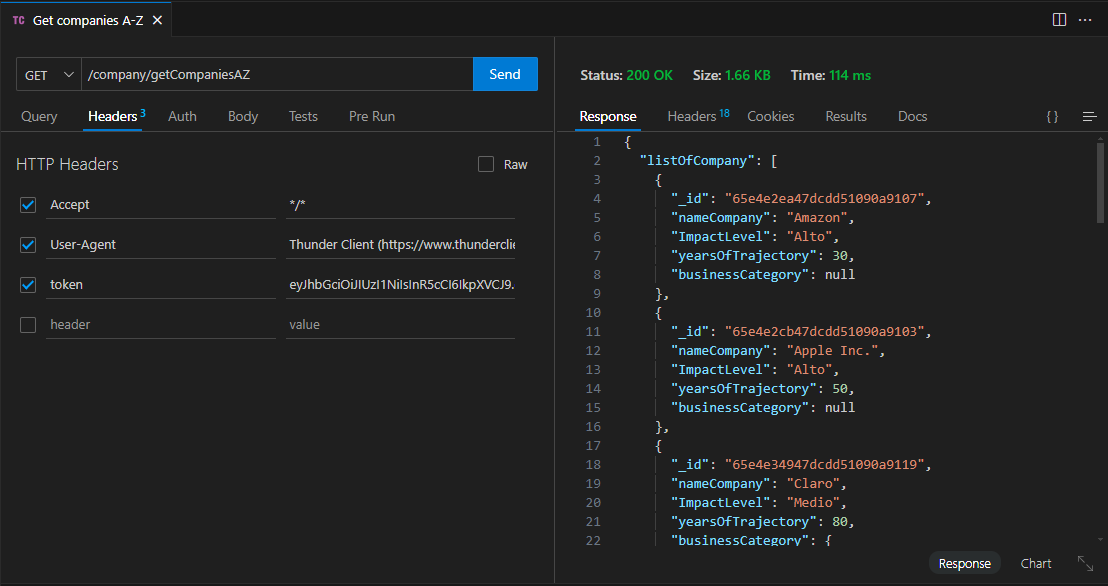 TC Get companies A-Z
GET /company/getCompaniesAZ Send
Query Headers 3 Auth Body Tests Pre Run
HTTP Headers Raw
Accept */*
User-Agent Thunder Client (https://www.thunderclie
token eyJhbGciOiJIUzI1NiIsInR5cCI6IkpXVCJ9.
header value
Status: 200 OK Size: 1.66 KB Time: 114 ms
Response Headers 18 Cookies Results Docs { }
1 {
2 "listOfCompany": [
3 {
4 "_id": "65e4e2ea47dcdd51090a9107",
5 "nameCompany": "Amazon",
6 "ImpactLevel": "Alto",
7 "yearsOfTrajectory": 30,
8 "businessCategory": null
9 },
10 {
11 "_id": "65e4e2cb47dcdd51090a9103",
12 "nameCompany": "Apple Inc.",
13 "ImpactLevel": "Alto",
14 "yearsOfTrajectory": 50,
15 "businessCategory": null
16 },
17 {
18 "_id": "65e4e34947dcdd51090a9119",
19 "nameCompany": "Claro",
20 "ImpactLevel": "Medio",
21 "yearsOfTrajectory": 80,
22 "businessCategory": {
Response Chart